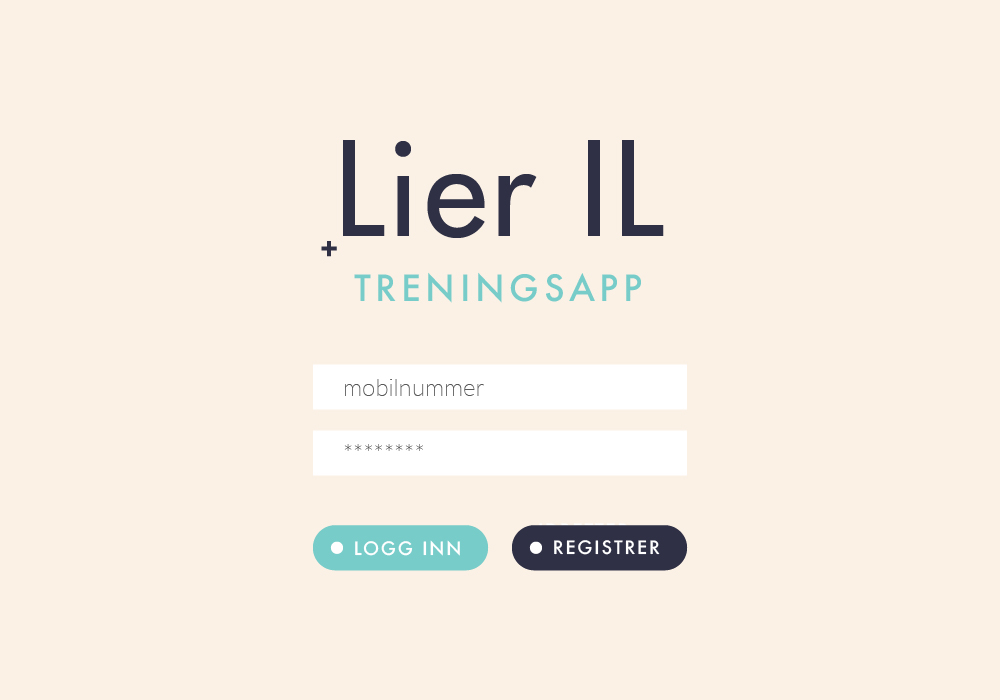 Lier IL
+
TRENINGSAPP
mobilnummer
********
LOGG INN
REGISTRER